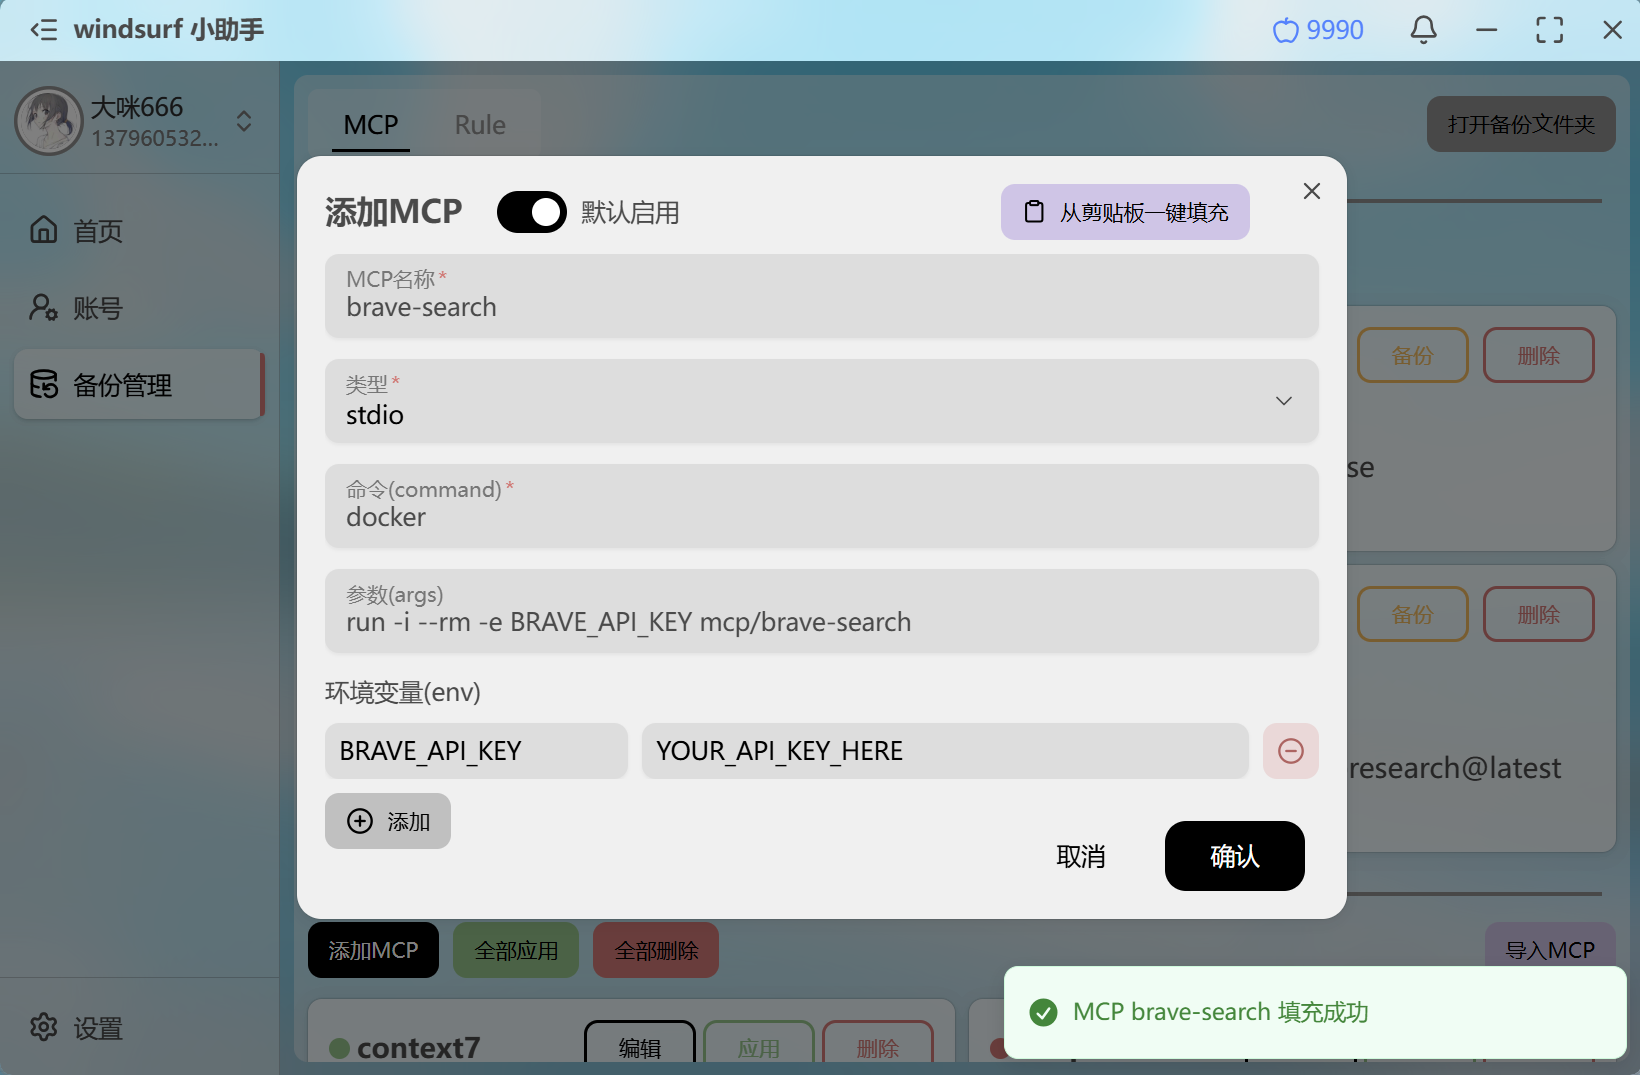 windsurf 小助手
9990
大咪666
137960532...
首页
账号
备份管理
设置
MCP
Rule
打开备份文件夹
添加MCP
默认启用
从剪贴板一键填充
MCP名称*
brave-search
类型*
stdio
命令(command)*
docker
参数(args)
run -i --rm -e BRAVE_API_KEY mcp/brave-search
环境变量(env)
BRAVE_API_KEY
YOUR_API_KEY_HERE
添加
取消
确认
备份
删除
se
备份
删除
research@latest
添加MCP
全部应用
全部删除
导入MCP
context7
编辑
应用
删除
MCP brave-search 填充成功